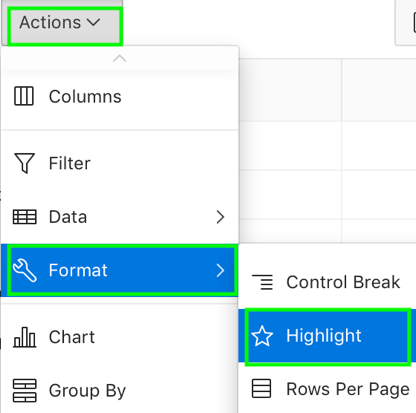 Actions
Columns
Filter
Data
Format
Control Break
Highlight
Chart
Group By
Rows Per Page